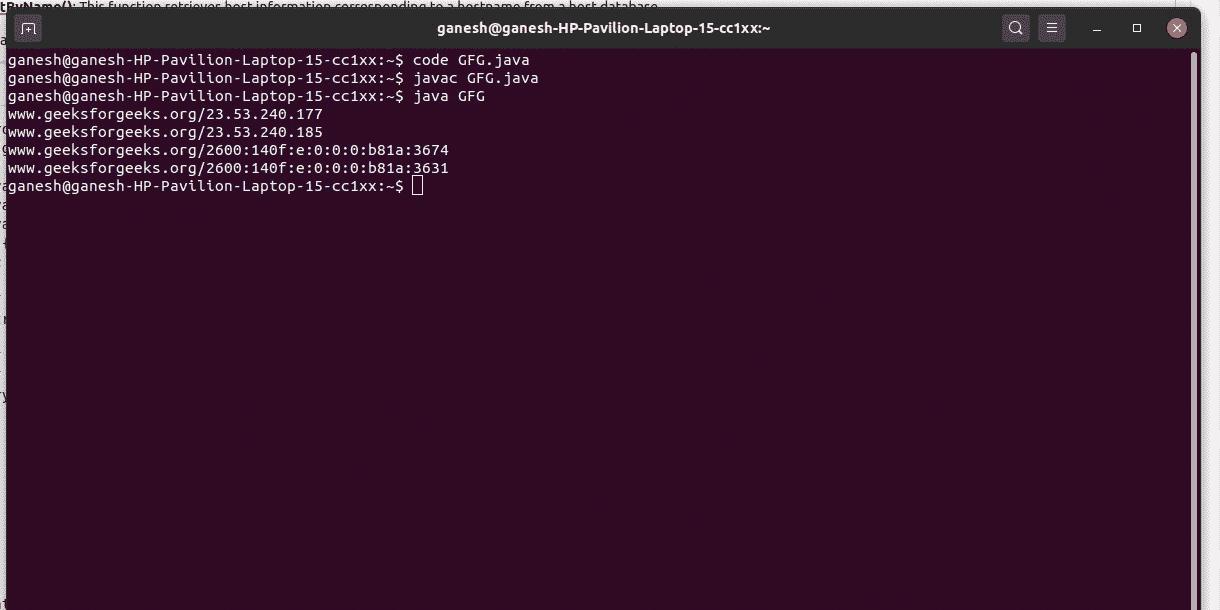 tByName(): This function retrieves host information corresponding to a hostname from a host database
ganesh@ganesh-HP-Pavilion-Laptop-15-cc1xx:~
ganesh@ganesh-HP-Pavilion-Laptop-15-cc1xx:~$ code GFG.java
ganesh@ganesh-HP-Pavilion-Laptop-15-cc1xx:~$ javac GFG.java
ganesh@ganesh-HP-Pavilion-Laptop-15-cc1xx:~$ java GFG
www.geeksforgeeks.org/23.53.240.177
www.geeksforgeeks.org/23.53.240.185
www.geeksforgeeks.org/2600:140f:e:0:0:0:b81a:3674
www.geeksforgeeks.org/2600:140f:e:0:0:0:b81a:3631
ganesh@ganesh-HP-Pavilion-Laptop-15-cc1xx:~$